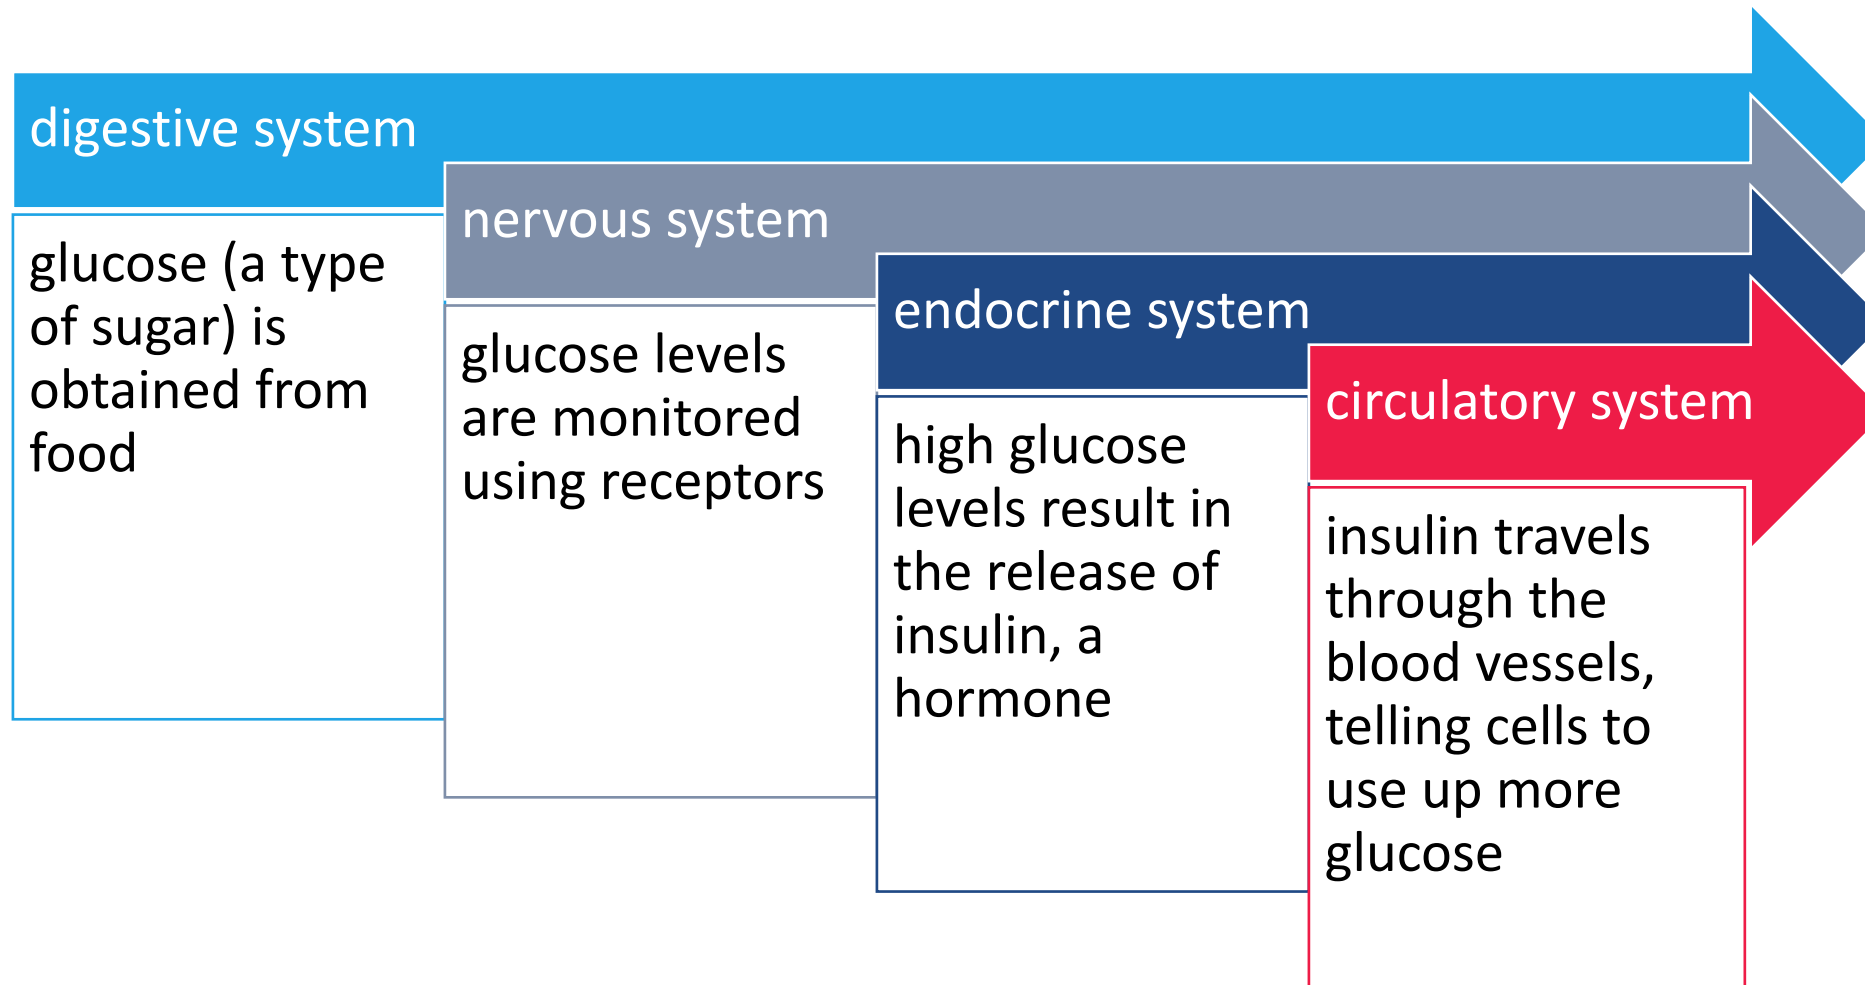 digestive system
glucose (a type
of sugar) is
obtained from
food
nervous system
glucose levels
are monitored
using receptors
endocrine system
high glucose
levels result in
the release of
insulin, a
hormone
circulatory system
insulin travels
through the
blood vessels,
telling cells to
use up more
glucose